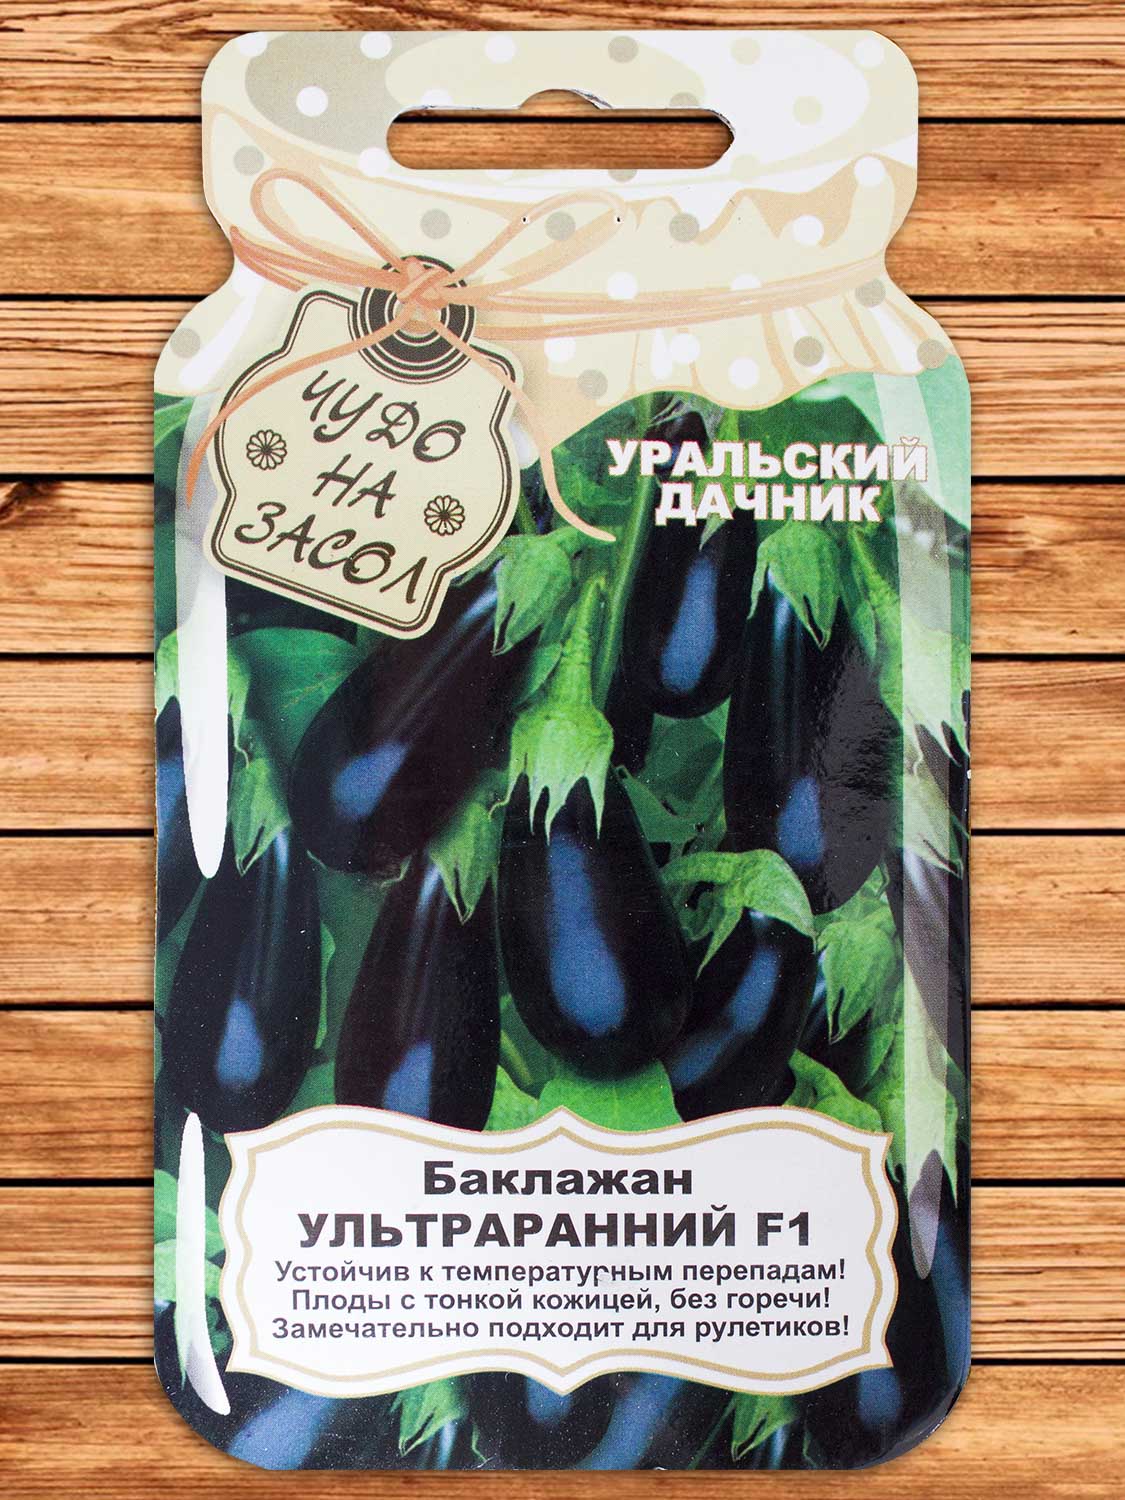 ЧУДО
НА
ЗАСОЛ
УРАЛЬСКИЙ
ДАЧНИК
Баклажан
УЛЬТРАРАННИЙ F1
Устойчив к температурным перепадам!
Плоды с тонкой кожицей, без горечи!
Замечательно подходит для рулетиков!